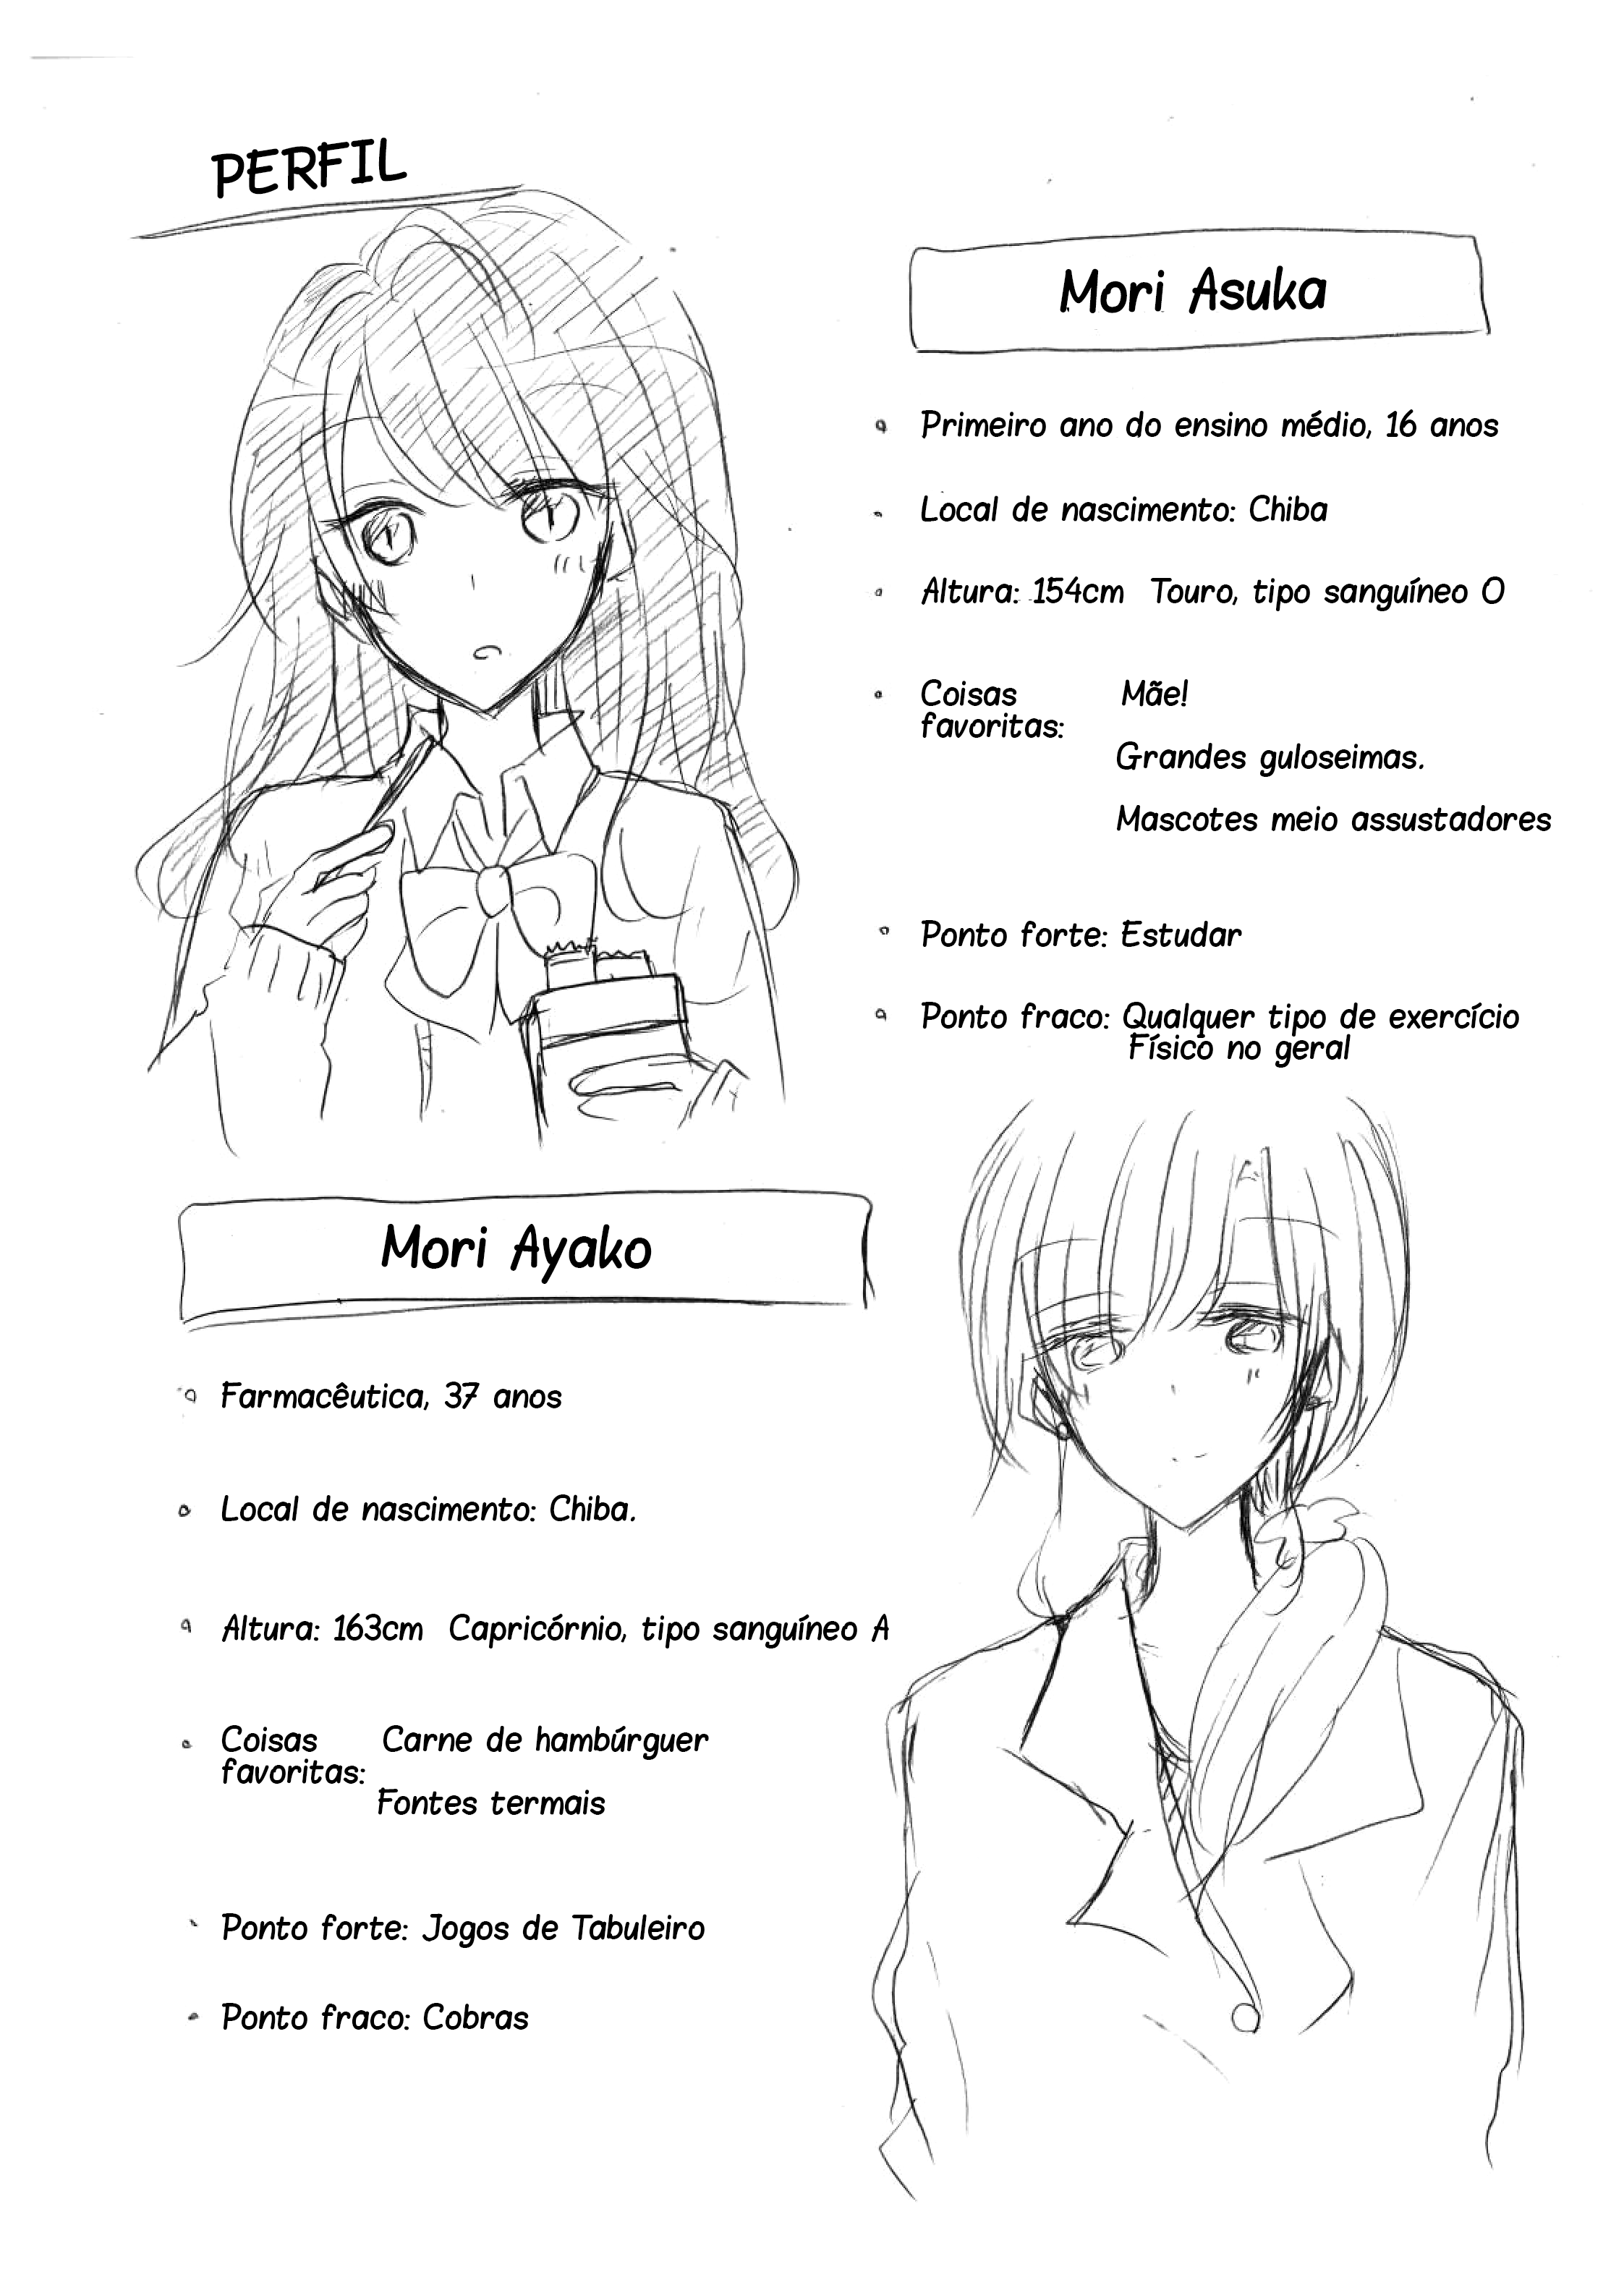 PERFIL
Mori Asuka
Primeiro ano do ensino médio, 16 anos
Local de nascimento: Chiba
Altura: 154cm Touro, tipo sanguíneo O
Coisas favoritas: Mãe!
Grandes guloseimas.
Mascotes meio assustadores
Ponto forte: Estudar
Ponto fraco: Qualquer tipo de exercício
Físico no geral
Mori Ayako
Farmacêutica, 37 anos
Local de nascimento: Chiba.
Altura: 163cm Capricórnio, tipo sanguíneo A
Coisas favoritas: Carne de hambúrguer
Fontes termais
Ponto forte: Jogos de Tabuleiro
Ponto fraco: Cobras